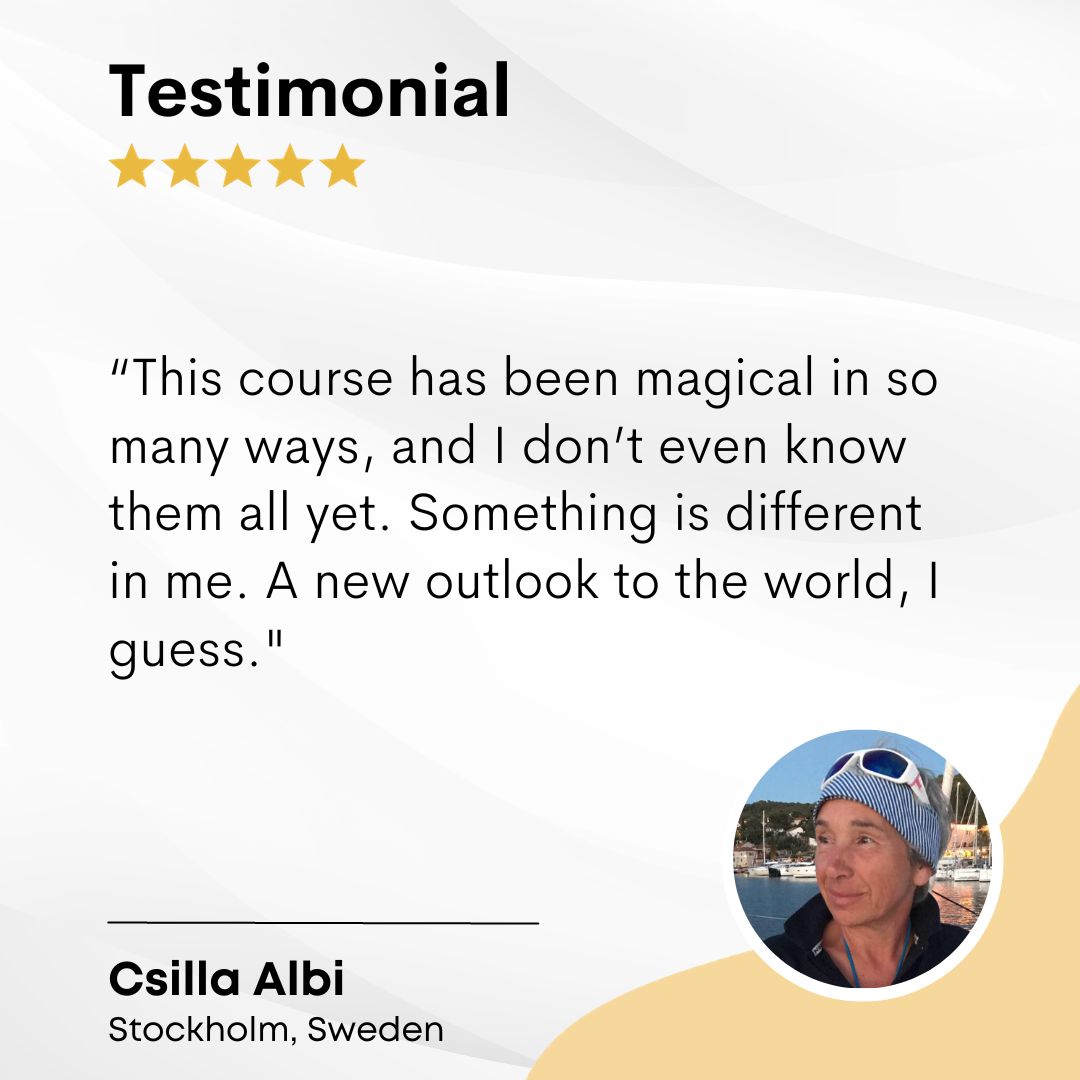 Testimonial
“This course has been magical in so
many ways, and I don’t even know
them all yet. Something is different
in me. A new outlook to the world, I
guess."
Csilla Albi
Stockholm, Sweden